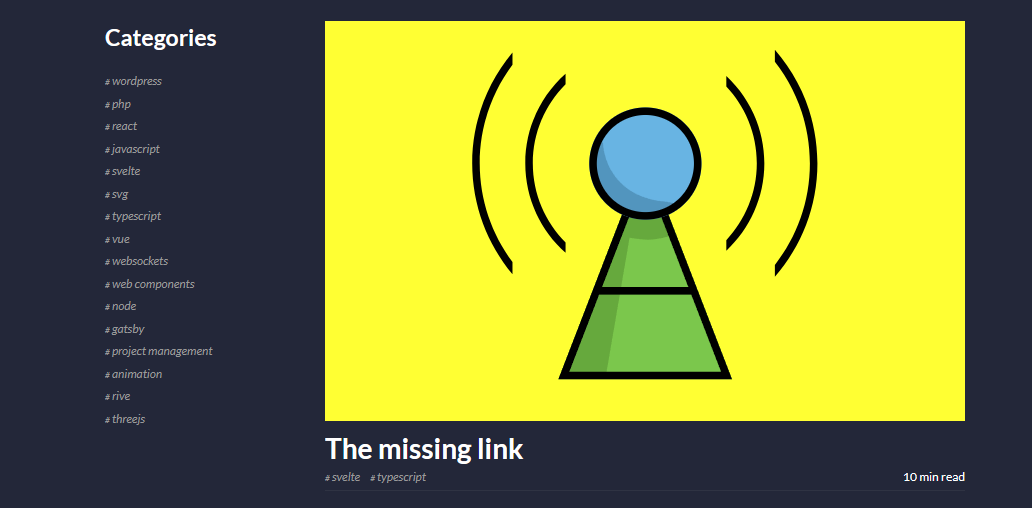 Categories
# wordpress
# php
# react
# javascript
# svelte
# svg
# typescript
# vue
# websockets
# web components
# node
# gatsby
# project management
# animation
# rive
# threejs
The missing link
# svelte # typescript 10 min read